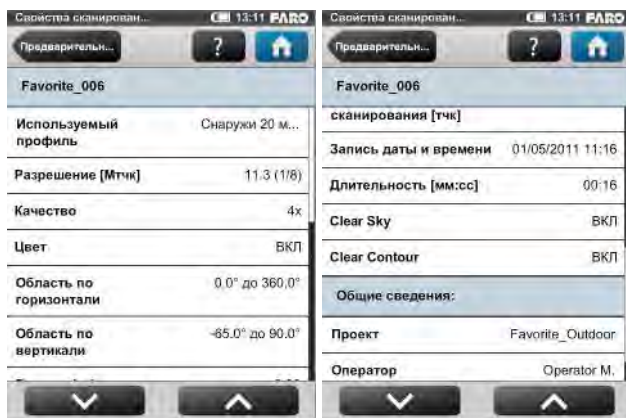 Свойства сканирован... 13:11 FARO
Предварительн... ?
Favorite_006
Используемый профиль Снаружи 20 м...
Разрешение [Мтчк] 11.3 (1/8)
Качество 4x
Цвет ВКЛ
Область по горизонтали 0.0° до 360.0°
Область по вертикали -65.0° до 90.0°
Свойства сканирован... 13:11 FARO
Предварительн... ?
Favorite_006
сканирования [тчк]
Запись даты и времени 01/05/2011 11:16
Длительность [мм:сс] 00:16
Clear Sky ВКЛ
Clear Contour ВКЛ
Общие сведения:
Проект Favorite_Outdoor
Оператор Operator M.